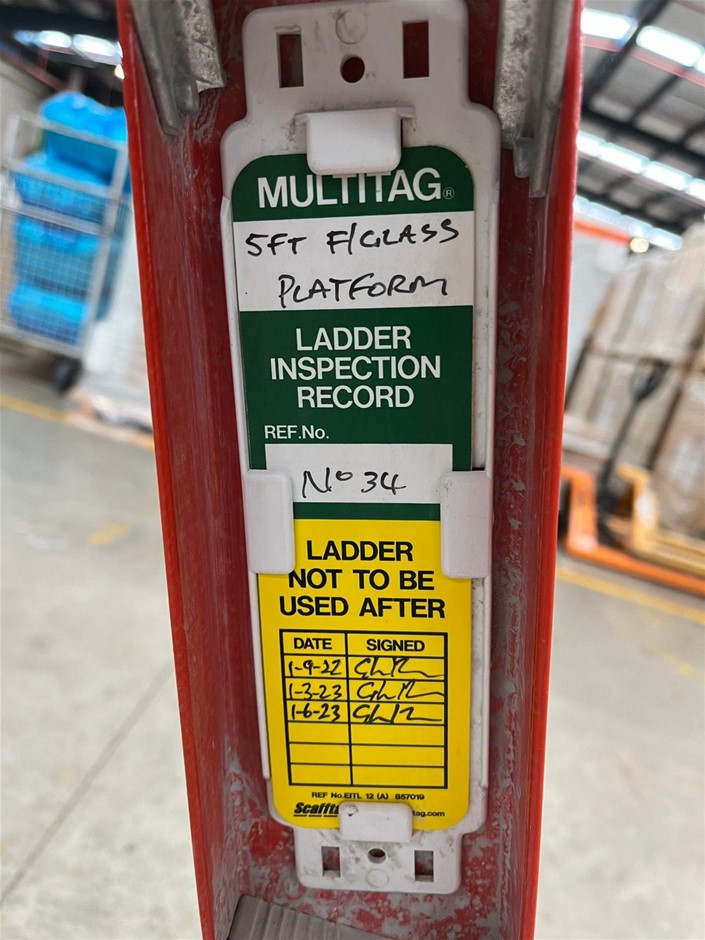 MULTITAG®
5FT F/GLASS
PLATFORM
LADDER
INSPECTION
RECORD
REF.No.
No 34
LADDER
NOT TO BE
USED AFTER
DATE SIGNED
1-9-22
1-3-23
1-6-23
REF No.EITL 12 (A) 857019